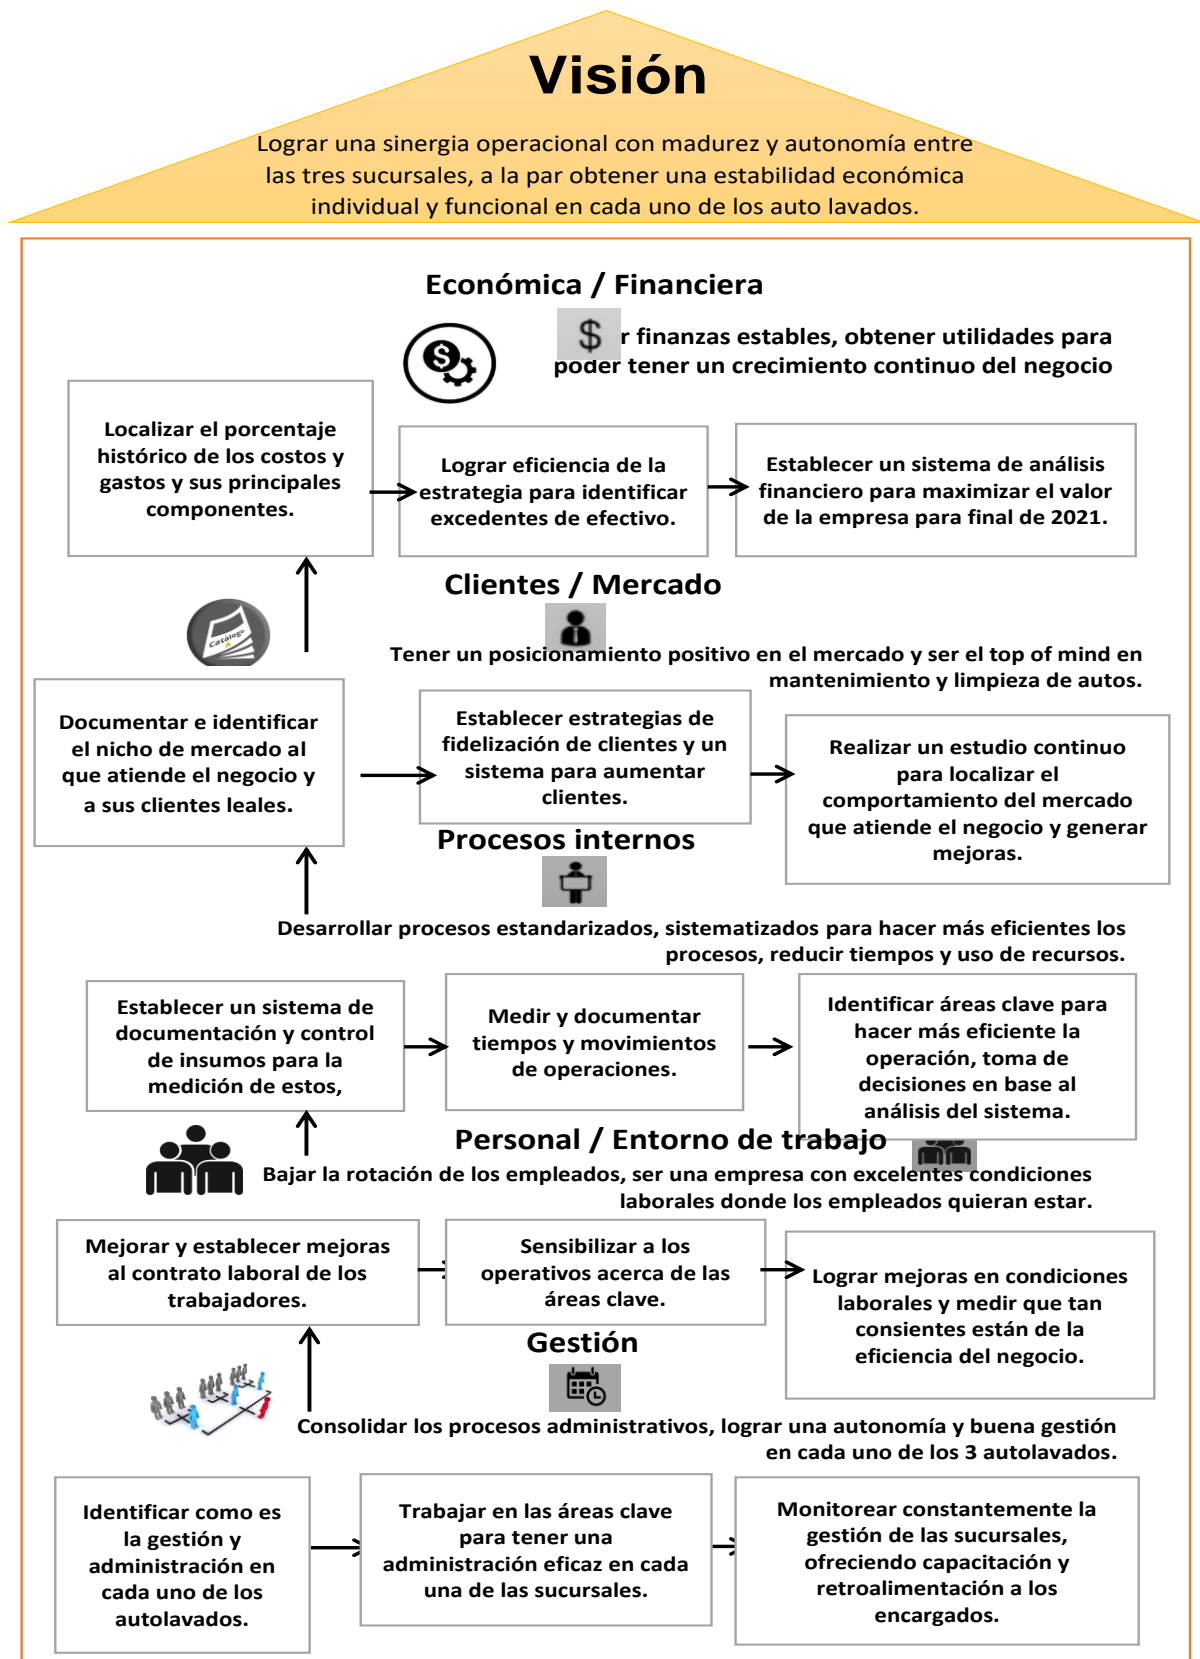 Visión
Lograr una sinergia operacional con madurez y autonomía entre
las tres sucursales, a la par obtener una estabilidad económica
individual y funcional en cada uno de los auto lavados.
Económica / Financiera
$ r finanzas estables, obtener utilidades para
poder tener un crecimiento continuo del negocio
$
Localizar el porcentaje
histórico de los costos y
gastos y sus principales
componentes.
Lograr eficiencia de la
estrategia para identificar
excedentes de efectivo.
Establecer un sistema de análisis
financiero para maximizar el valor
de la empresa para final de 2021.
Clientes / Mercado
Catálogo
Tener un posicionamiento positivo en el mercado y ser el top of mind en
mantenimiento y limpieza de autos.
Documentar e identificar
el nicho de mercado al
que atiende el negocio y
a sus clientes leales.
Establecer estrategias de
fidelización de clientes y un
sistema para aumentar
clientes.
Realizar un estudio continuo
para localizar el
comportamiento del mercado
que atiende el negocio y generar
mejoras.
Procesos internos
Desarrollar procesos estandarizados, sistematizados para hacer más eficientes los
procesos, reducir tiempos y uso de recursos.
Establecer un sistema de
documentación y control
de insumos para la
medición de estos,
Medir y documentar
tiempos y movimientos
de operaciones.
Identificar áreas clave para
hacer más eficiente la
operación, toma de
decisiones en base al
análisis del sistema.
Personal / Entorno de trabajo
Bajar la rotación de los empleados, ser una empresa con excelentes condiciones
laborales donde los empleados quieran estar.
Mejorar y establecer mejoras
al contrato laboral de los
trabajadores.
Sensibilizar a los
operativos acerca de las
áreas clave.
Lograr mejoras en condiciones
laborales y medir que tan
consientes están de la
eficiencia del negocio.
Gestión
Consolidar los procesos administrativos, lograr una autonomía y buena gestión
en cada uno de los 3 autolavados.
Identificar como es
la gestión y
administración en
cada uno de los
autolavados.
Trabajar en las áreas clave
para tener una
administración eficaz en cada
una de las sucursales.
Monitorear constantemente la
gestión de las sucursales,
ofreciendo capacitación y
retroalimentación a los
encargados.